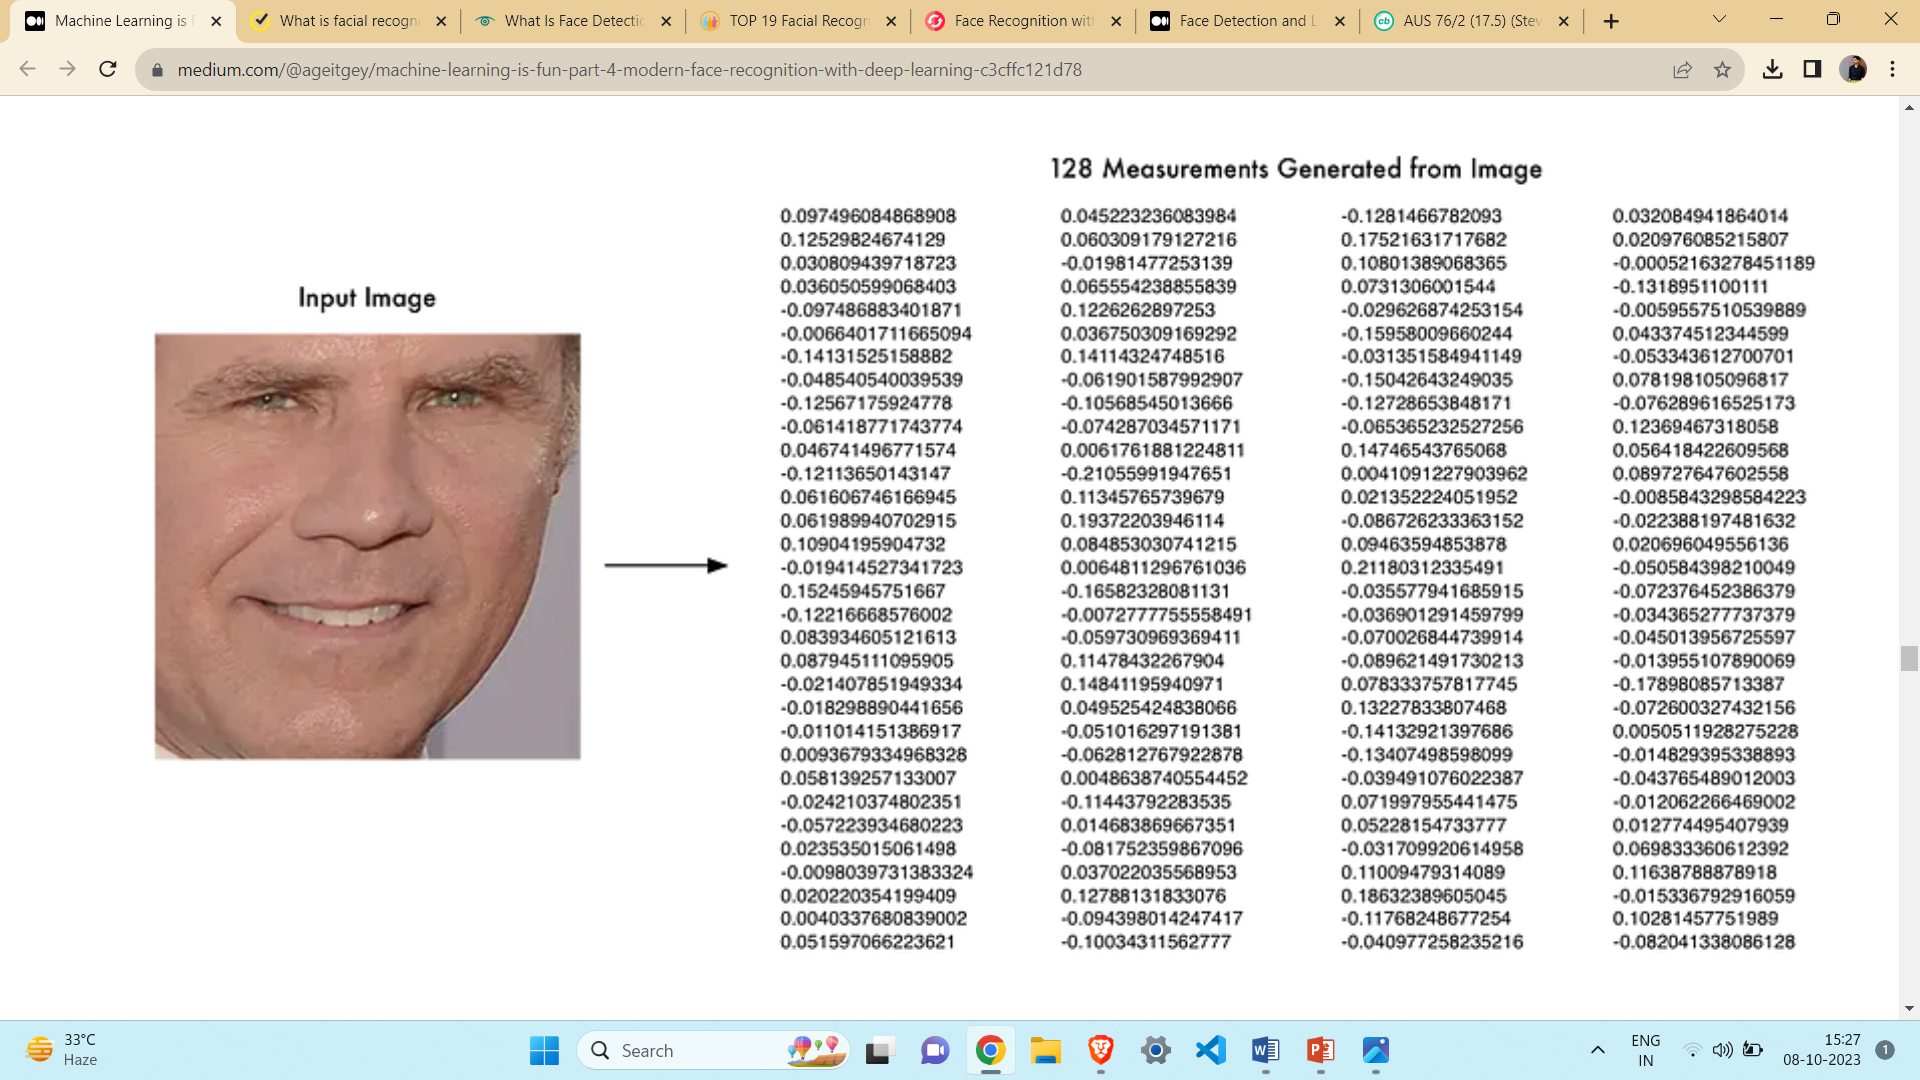 Machine Learning is F
What is facial recogni
What Is Face Detectio
TOP 19 Facial Recogn
Face Recognition with
Face Detection and L
AUS 76/2 (17.5) (Stev
medium.com/@ageitgey/machine-learning-is-fun-part-4-modern-face-recognition-with-deep-learning-c3cffc121d78
128 Measurements Generated from Image
Input Image
0.097496084868908 0.045223236083984 -0.1281466782093 0.032084941864014
0.12529824674129 0.060309179127216 0.17521631717682 0.020976085215807
0.030809439718723 -0.01981477253139 0.10801389068365 -0.00052163278451189
0.036050599068403 0.065554238855839 0.0731306001544 -0.1318951100111
-0.097486883401871 0.1226262897253 -0.029626874253154 -0.0059557510539889
-0.0066401711665094 0.036750309169292 -0.15958009660244 0.043374512344599
-0.14131525158882 0.14114324748516 -0.031351584941149 -0.053343612700701
-0.048540540039539 -0.061901587992907 -0.15042643249035 0.078198105096817
-0.12567175924778 -0.10568545013666 -0.12728653848171 -0.076289616525173
-0.061418771743774 -0.074287034571171 -0.065365232527256 0.12369467318058
0.046741496771574 0.0061761881224811 0.14746543765068 0.056418422609568
-0.12113650143147 -0.21055991947651 0.0041091227903962 0.089727647602558
0.061606746166945 0.11345765739679 0.021352224051952 -0.0085843298584223
0.061989940702915 0.19372203946114 -0.086726233363152 -0.022388197481632
0.10904195904732 0.084853030741215 0.09463594853878 0.020696049556136
-0.019414527341723 0.0064811296761036 0.21180312335491 -0.050584398210049
0.15245945751667 -0.16582328081131 -0.035577941685915 -0.072376452386379
-0.12216668576002 -0.0072777755558491 -0.036901291459799 -0.034365277737379
0.083934605121613 -0.059730969369411 -0.070026844739914 -0.045013956725597
0.087945111095905 0.11478432267904 -0.089621491730213 -0.013955107890069
-0.021407851949334 0.14841195940971 0.078333757817745 -0.17898085713387
-0.018298890441656 0.049525424838066 0.13227833807468 -0.072600327432156
-0.011014151386917 -0.051016297191381 -0.14132921397686 0.0050511928275228
0.0093679334968328 -0.062812767922878 -0.13407498598099 -0.014829395338893
0.058139257133007 0.0048638740554452 -0.039491076022387 -0.043765489012003
-0.024210374802351 -0.11443792283535 0.071997955441475 -0.012062266469002
-0.057223934680223 0.014683869667351 0.05228154733777 0.012774495407939
0.023535015061498 -0.081752359867096 -0.031709920614958 0.069833360612392
-0.0098039731383324 0.037022035568953 0.11009479314089 0.11638788878918
0.020220354199409 0.12788131833076 0.18632389605045 -0.015336792916059
0.0040337680839002 -0.094398014247417 -0.11768248677254 0.10281457751989
0.051597066223621 -0.10034311562777 -0.040977258235216 -0.082041338086128
33°C
Haze
Search
ENG
IN
15:27
08-10-2023
1